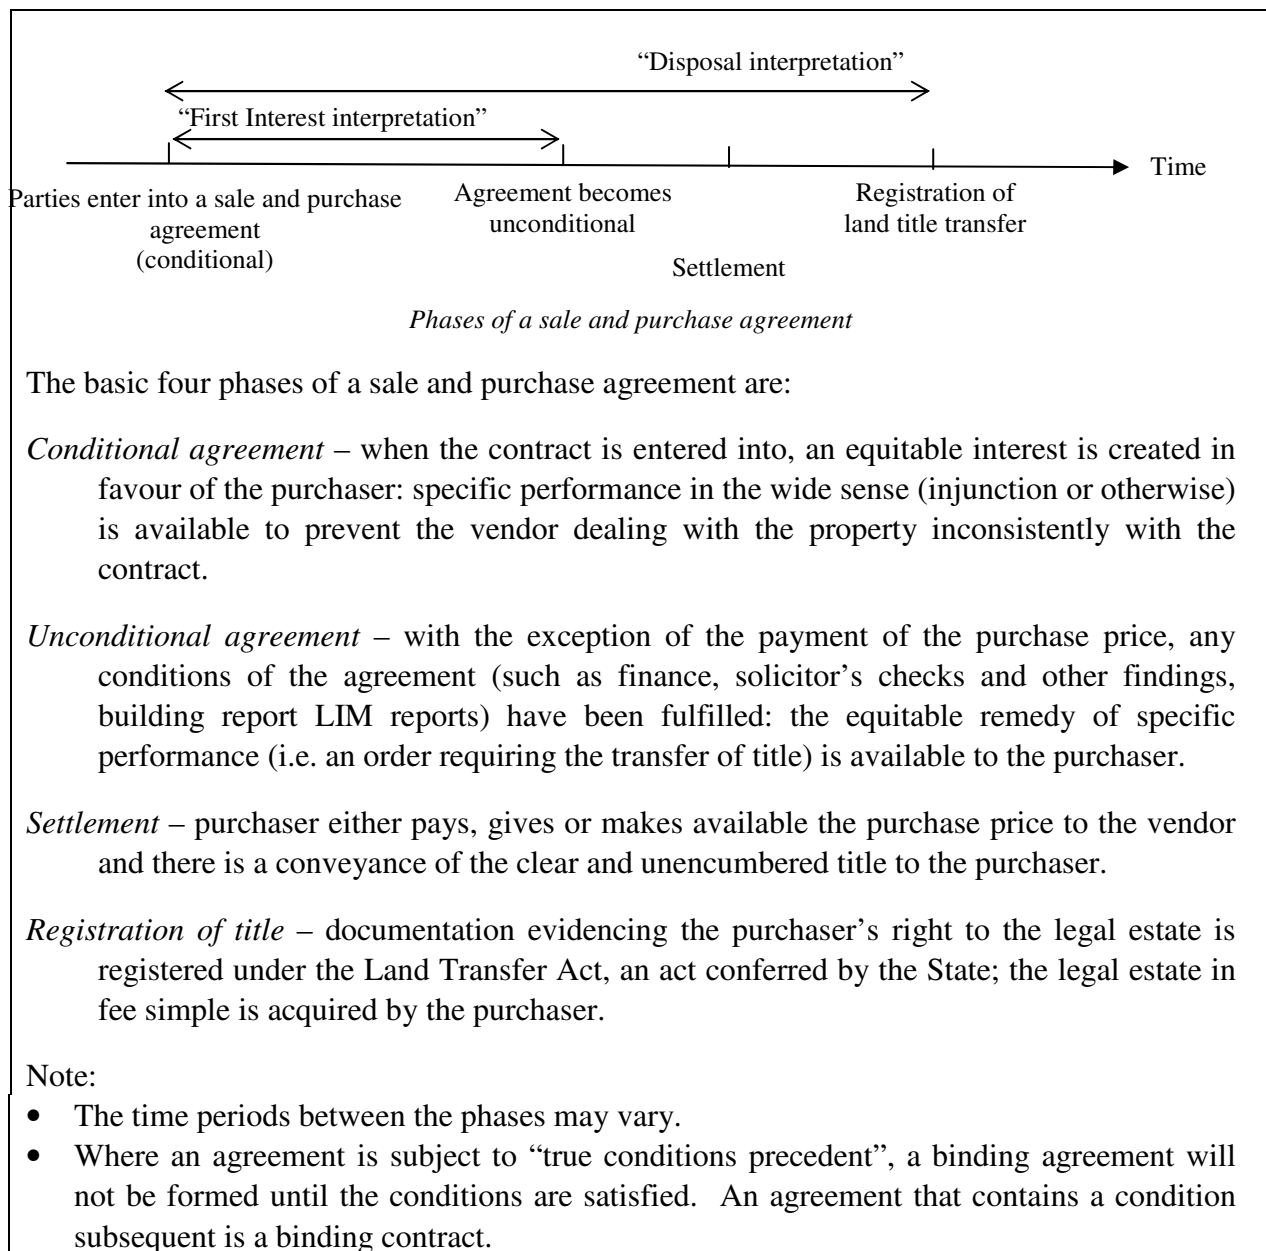 “Disposal interpretation”
“First Interest interpretation”
Time
Parties enter into a sale and purchase
agreement
(conditional)
Agreement becomes
unconditional
Settlement
Registration of
land title transfer
Phases of a sale and purchase agreement
The basic four phases of a sale and purchase agreement are:
Conditional agreement – when the contract is entered into, an equitable interest is created in
favour of the purchaser: specific performance in the wide sense (injunction or otherwise)
is available to prevent the vendor dealing with the property inconsistently with the
contract.
Unconditional agreement – with the exception of the payment of the purchase price, any
conditions of the agreement (such as finance, solicitor’s checks and other findings,
building report LIM reports) have been fulfilled: the equitable remedy of specific
performance (i.e. an order requiring the transfer of title) is available to the purchaser.
Settlement – purchaser either pays, gives or makes available the purchase price to the vendor
and there is a conveyance of the clear and unencumbered title to the purchaser.
Registration of title – documentation evidencing the purchaser’s right to the legal estate is
registered under the Land Transfer Act, an act conferred by the State; the legal estate in
fee simple is acquired by the purchaser.
Note:
• The time periods between the phases may vary.
• Where an agreement is subject to “true conditions precedent”, a binding agreement will
not be formed until the conditions are satisfied. An agreement that contains a condition
subsequent is a binding contract.